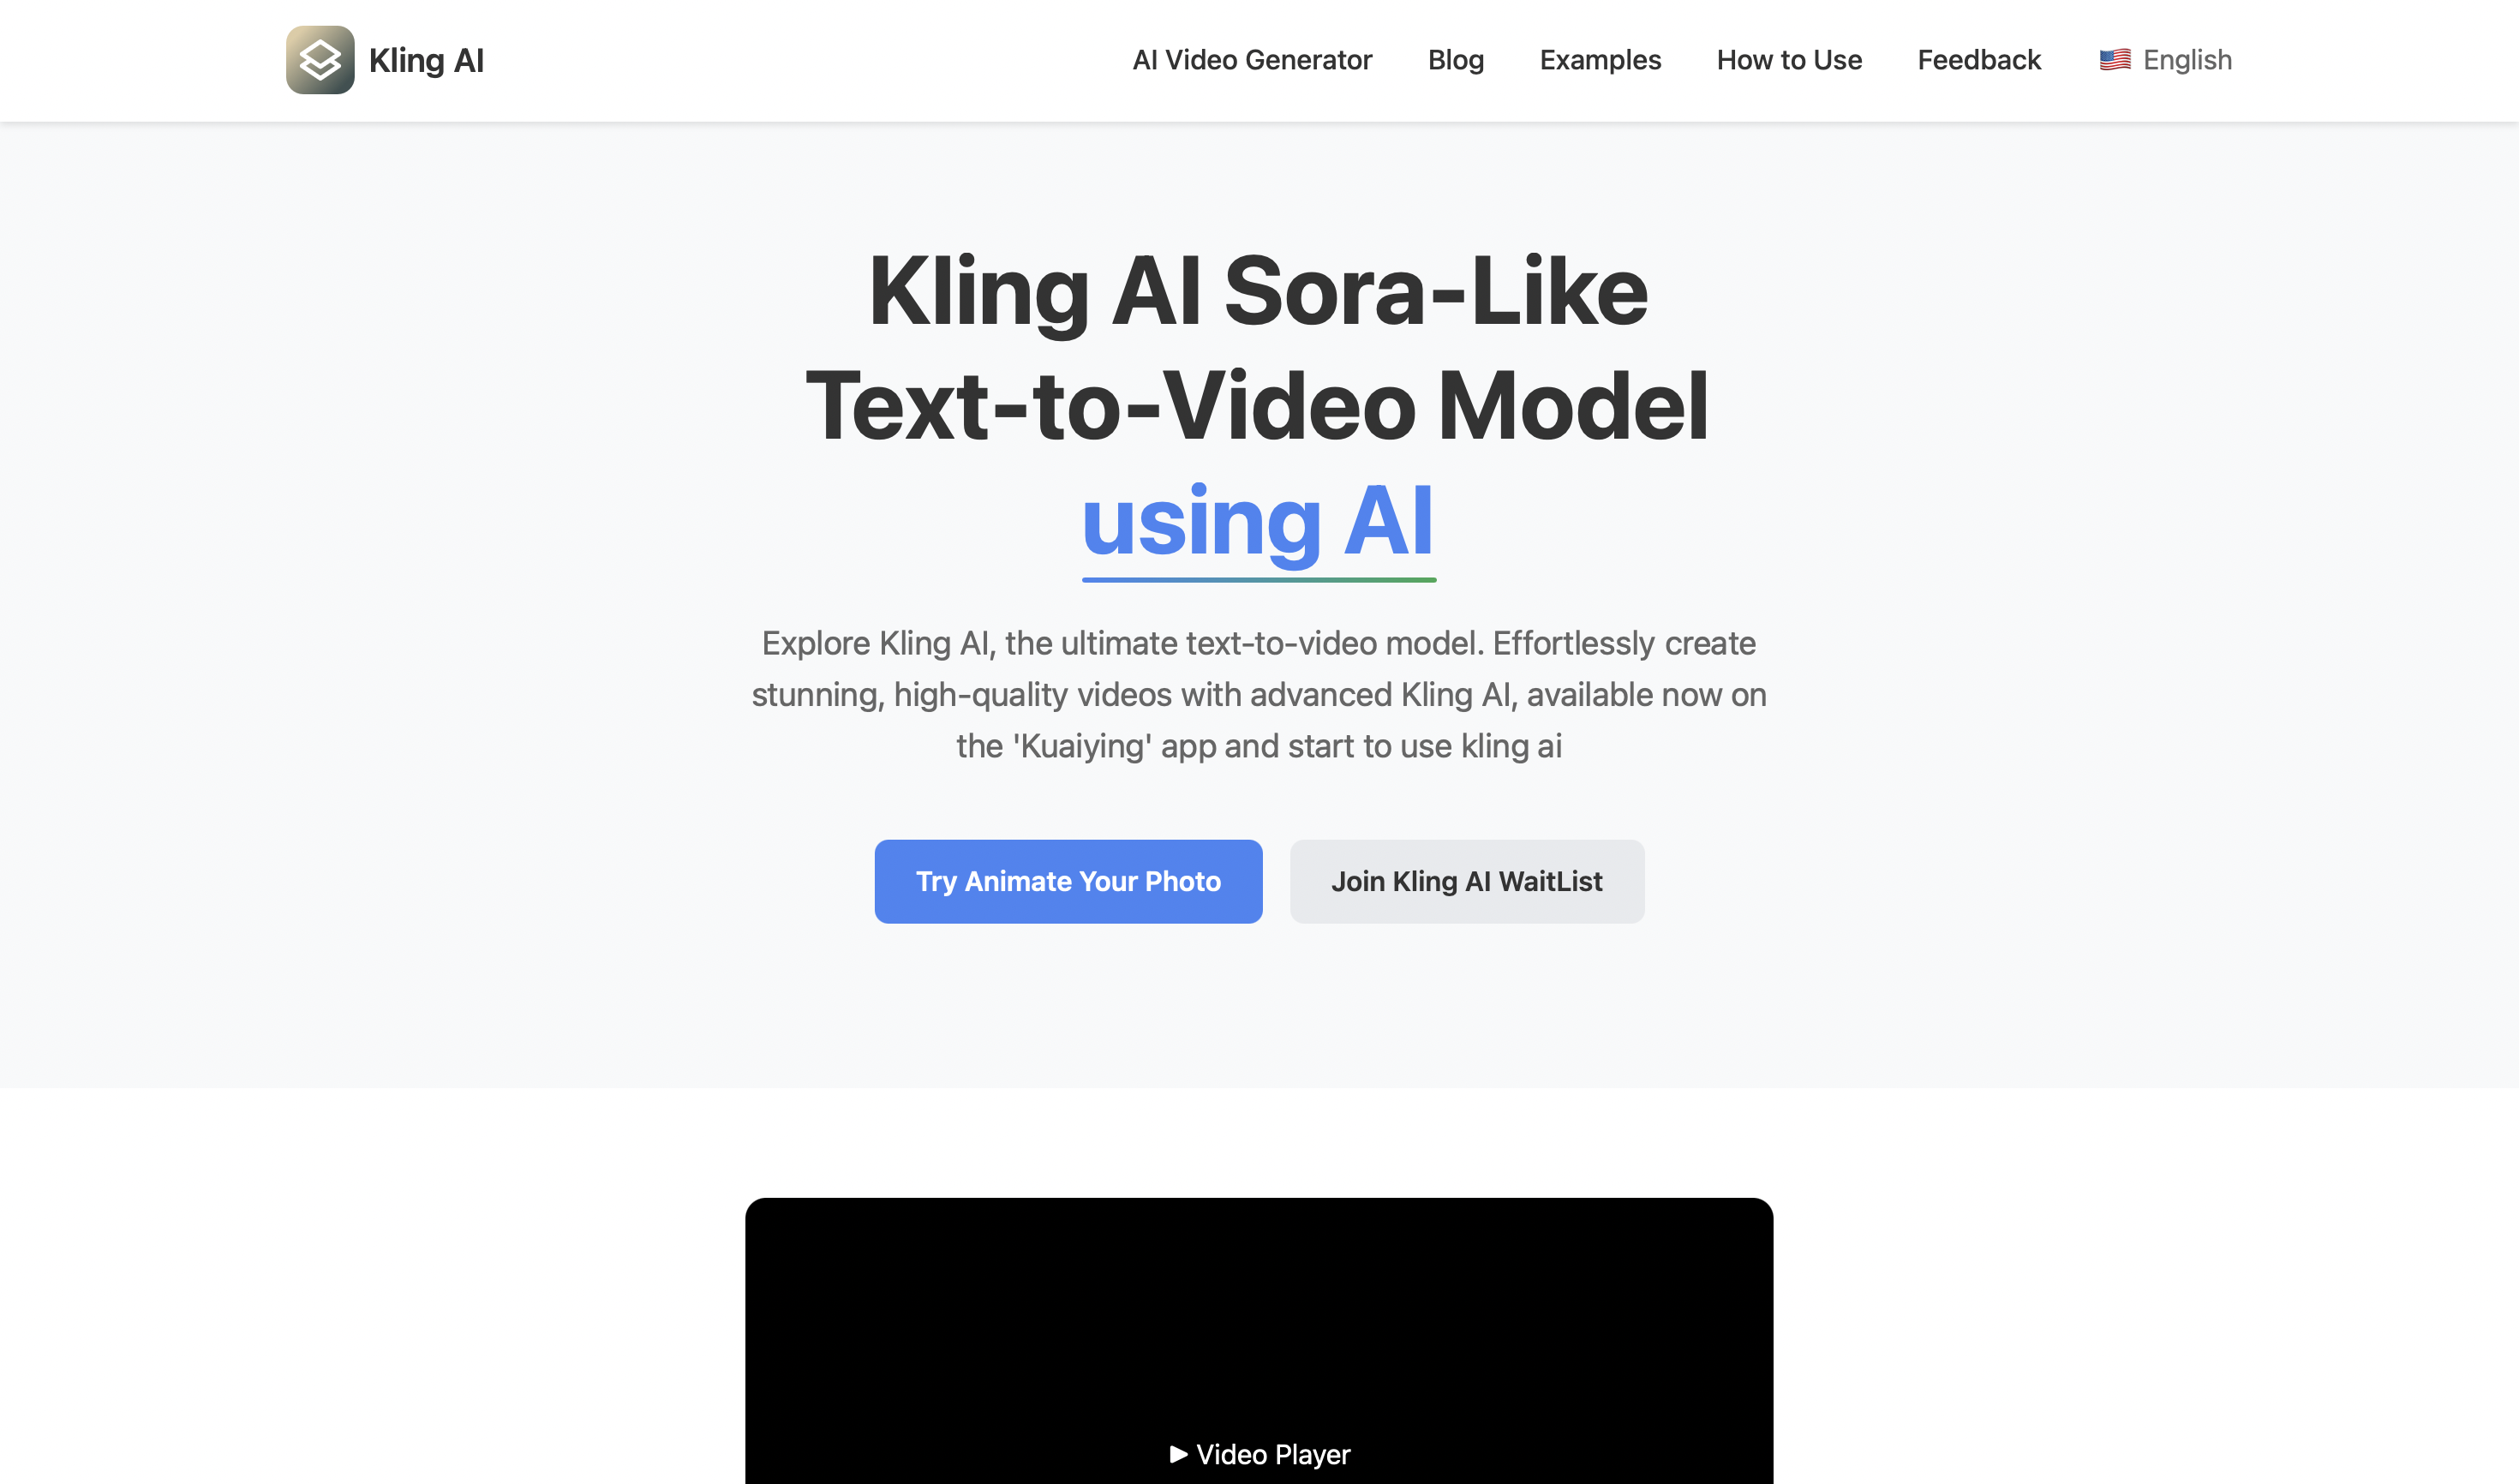 Kling AI
AI Video Generator
Blog
Examples
How to Use
Feedback
🇺🇸 English
Kling AI Sora-Like
Text-to-Video Model
using AI
Explore Kling AI, the ultimate text-to-video model. Effortlessly create
stunning, high-quality videos with advanced Kling AI, available now on
the 'Kuaiying' app and start to use kling ai
Try Animate Your Photo
Join Kling AI WaitList
▶ Video Player